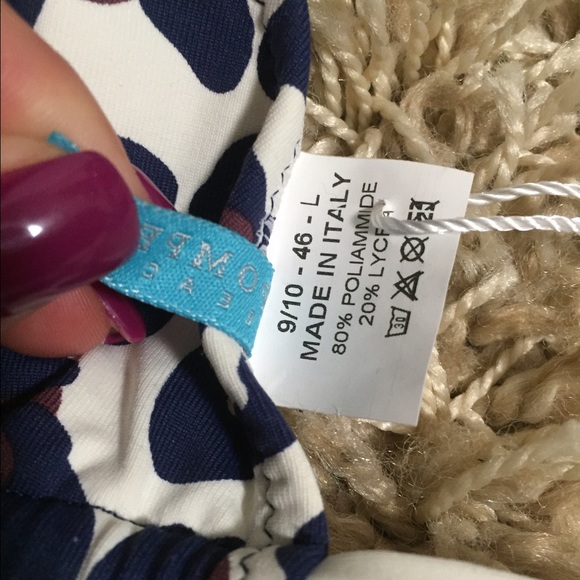 9/10 - 46 - L
MADE IN ITALY
80% POLIAMMIDE
20% LYCRA
30